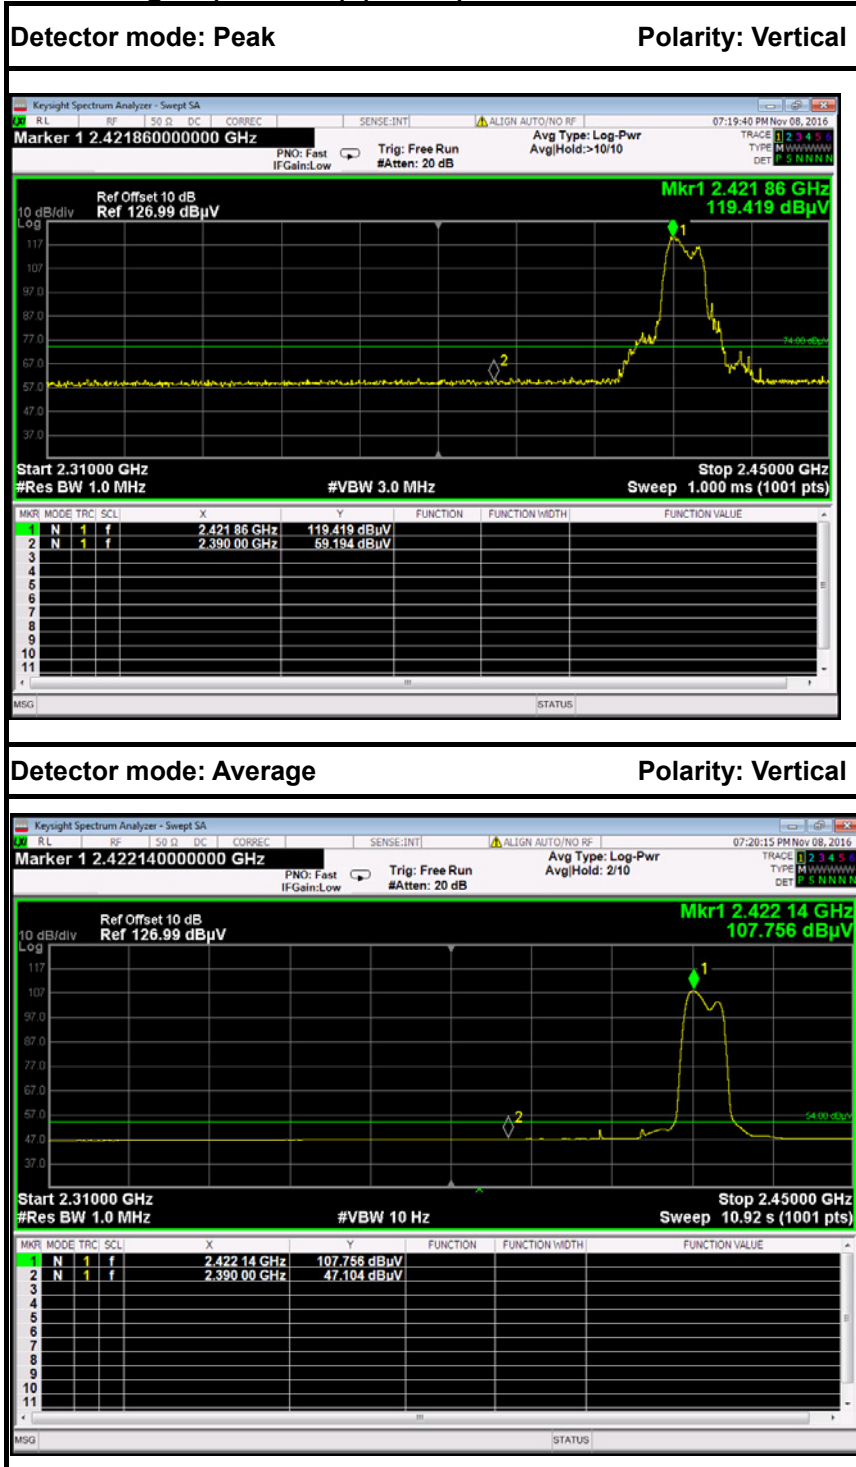 Detector mode: Peak Polarity: Vertical
Keysight Spectrum Analyzer - Swept SA
RL RF 50 Ω DC CORREC SENSE:INT ALIGN AUTO/NO RF 07:19:40 PM Nov 08, 2016
Marker 1 2.421860000000 GHz Avg Type: Log-Pwr TRACE 1 2 3 4 5 6
PNO: Fast Trig: Free Run Avg|Hold:>10/10 TYPE M WWWWW
IFGain:Low #Atten: 20 dB DET P S N N N N
Mkr1 2.421 86 GHz
Ref Offset 10 dB
10 dB/div Ref 126.99 dBµV 119.419 dBµV
Log
1
117
107
97.0
87.0
77.0
74.00 dBµV
67.0
2
57.0
47.0
37.0
Start 2.31000 GHz Stop 2.45000 GHz
#Res BW 1.0 MHz #VBW 3.0 MHz Sweep 1.000 ms (1001 pts)
MKR MODE TRC SCL X Y FUNCTION FUNCTION WIDTH FUNCTION VALUE
1 N 1 f 2.421 86 GHz 119.419 dBµV
2 N 1 f 2.390 00 GHz 59.194 dBµV
3
4
5
6
7
8
9
10
11
MSG STATUS
Detector mode: Average Polarity: Vertical
Keysight Spectrum Analyzer - Swept SA
RL RF 50 Ω DC CORREC SENSE:INT ALIGN AUTO/NO RF 07:20:15 PM Nov 08, 2016
Marker 1 2.422140000000 GHz Avg Type: Log-Pwr TRACE 1 2 3 4 5 6
PNO: Fast Trig: Free Run Avg|Hold: 2/10 TYPE M WWWWW
IFGain:Low #Atten: 20 dB DET P S N N N N
Mkr1 2.422 14 GHz
Ref Offset 10 dB
10 dB/div Ref 126.99 dBµV 107.756 dBµV
Log
1
117
107
97.0
87.0
77.0
67.0
57.0
54.00 dBµV
2
47.0
37.0
Start 2.31000 GHz Stop 2.45000 GHz
#Res BW 1.0 MHz #VBW 10 Hz Sweep 10.92 s (1001 pts)
MKR MODE TRC SCL X Y FUNCTION FUNCTION WIDTH FUNCTION VALUE
1 N 1 f 2.422 14 GHz 107.756 dBµV
2 N 1 f 2.390 00 GHz 47.104 dBµV
3
4
5
6
7
8
9
10
11
MSG STATUS